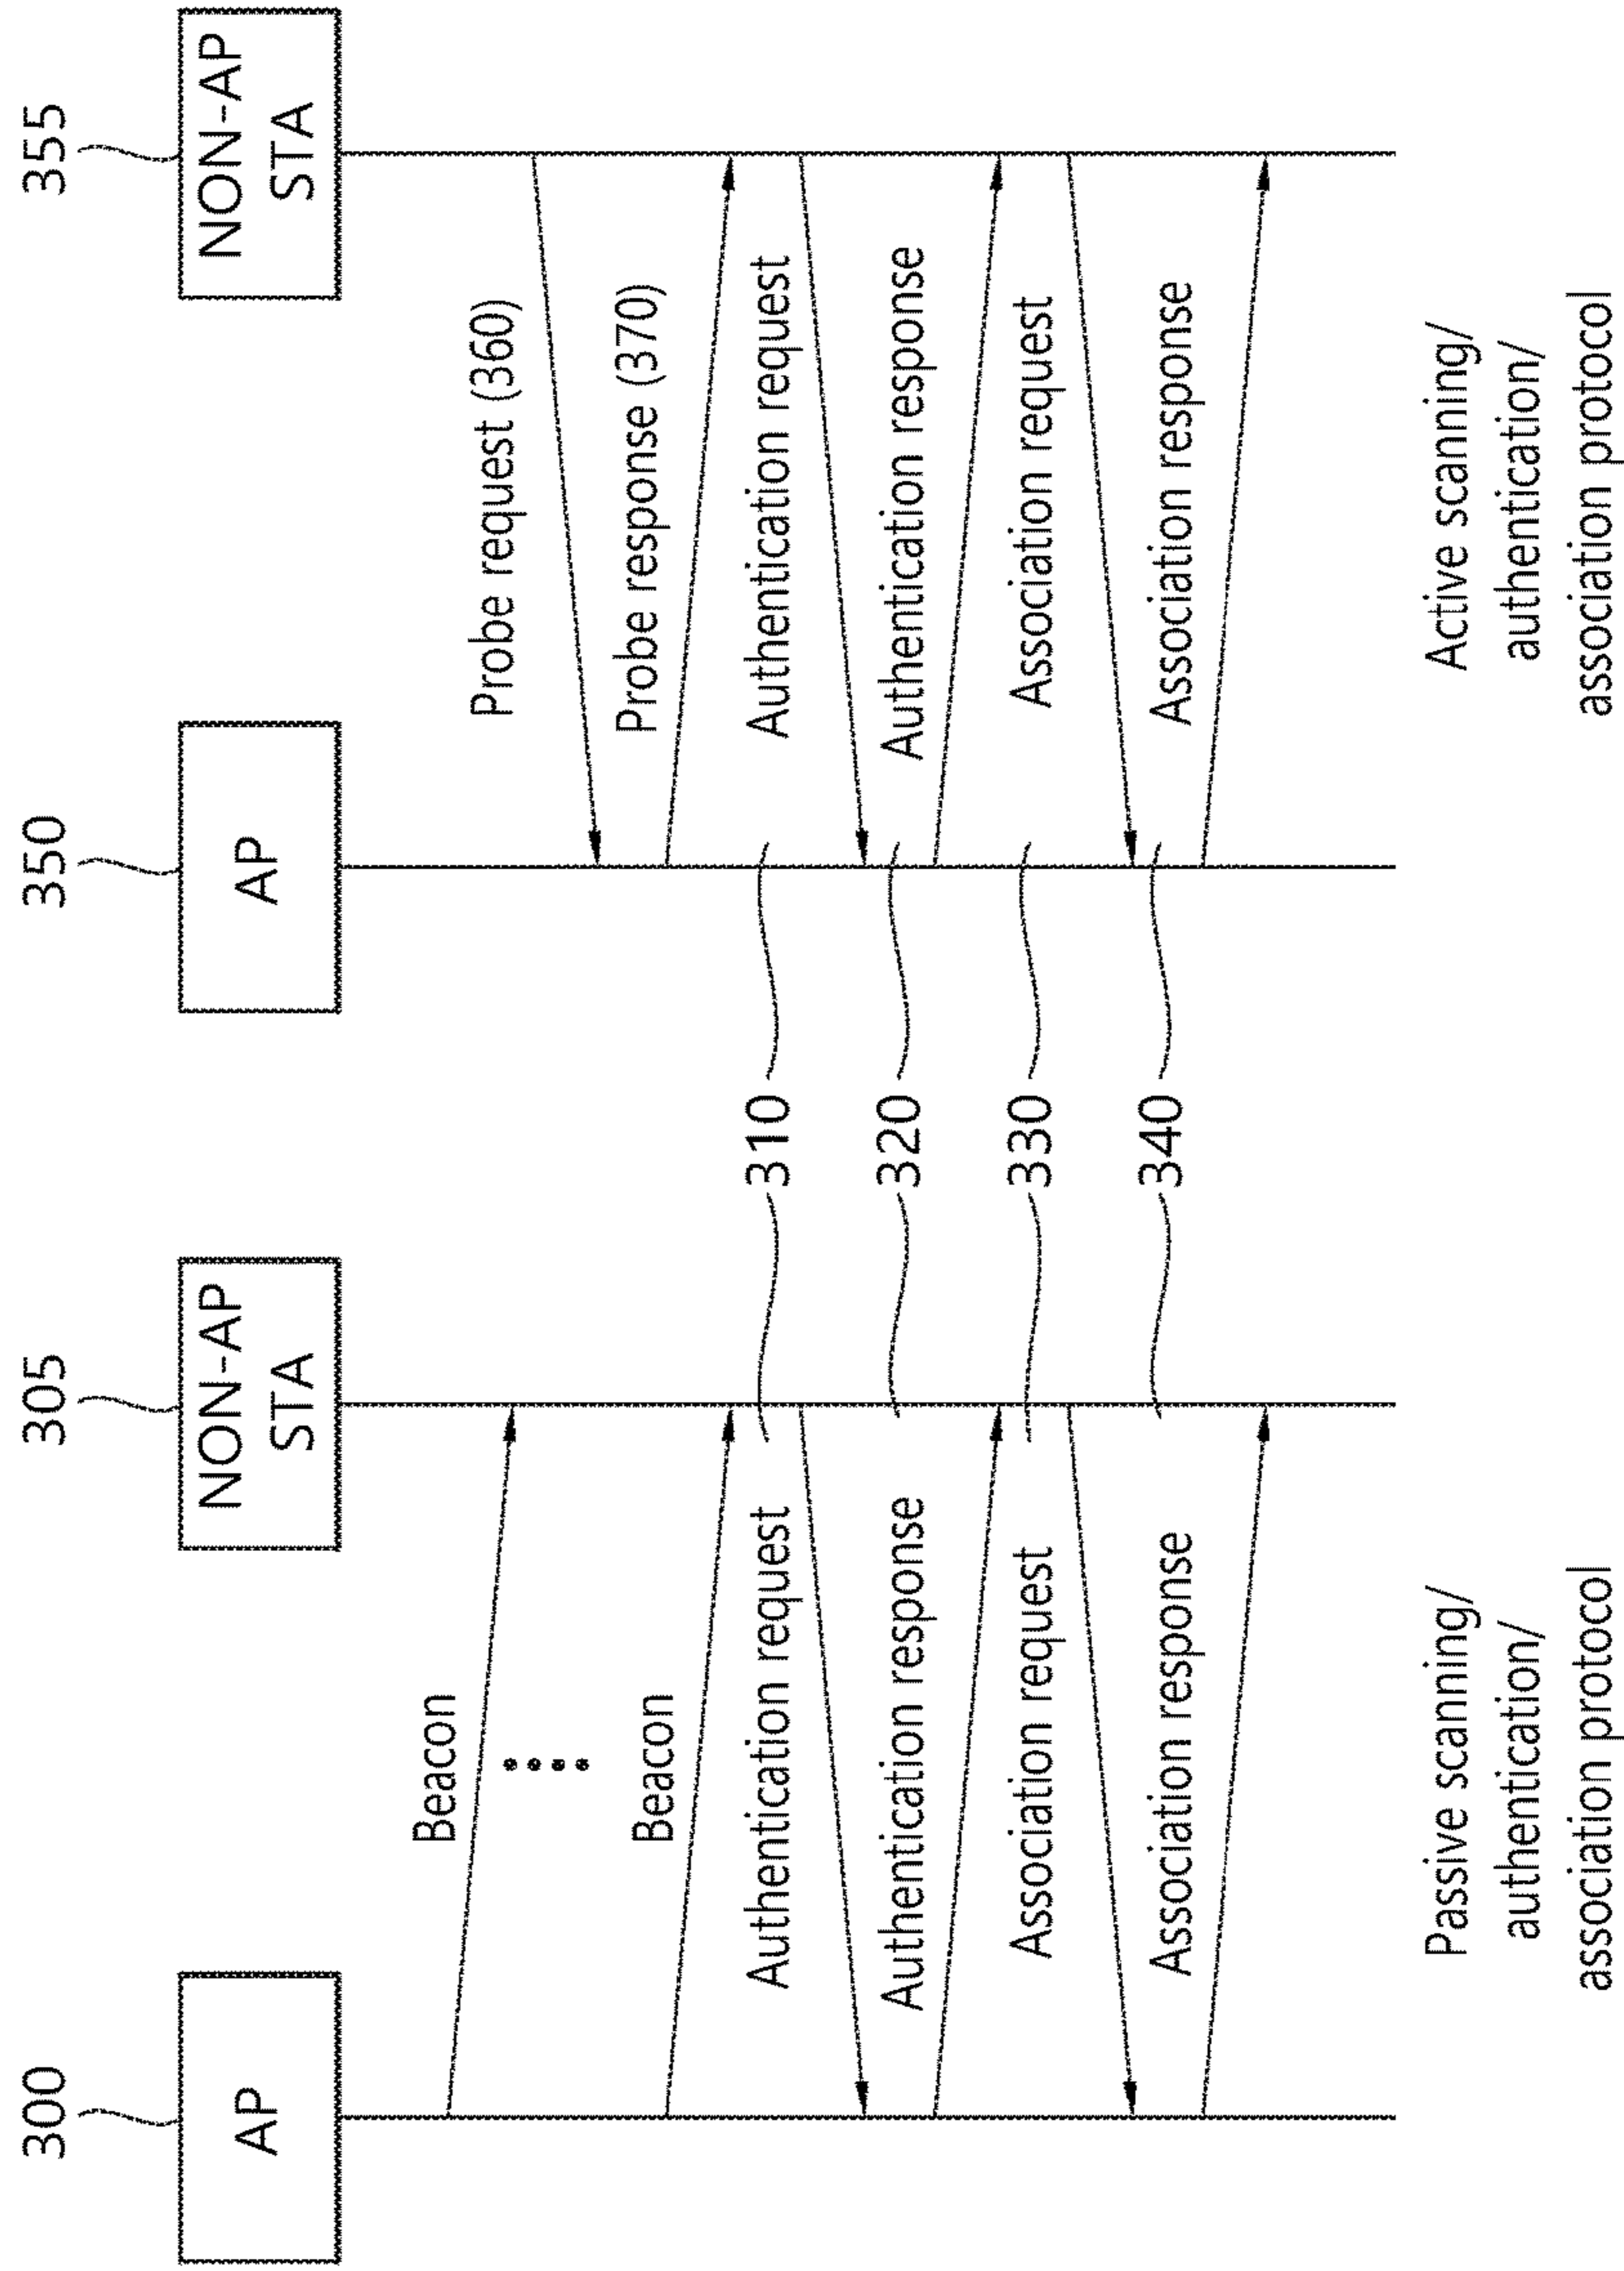 300
305
350
355
AP
NON-AP
STA
AP
NON-AP
STA
Beacon
Beacon
Authentication request
Authentication response
Association request
Association response
310
320
330
340
Probe request (360)
Probe response (370)
Authentication request
Authentication response
Association request
Association response
Passive scanning/
authentication/
association protocol
Active scanning/
authentication/
association protocol